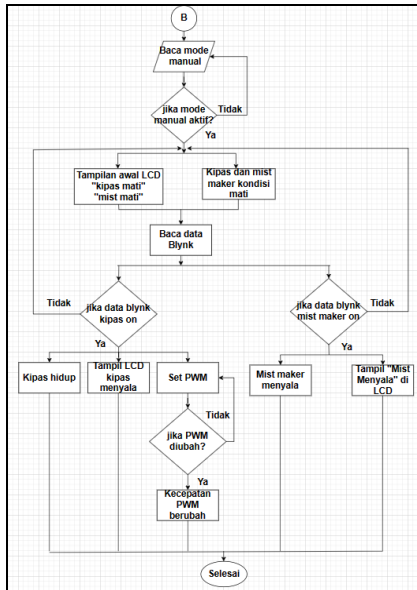 B
Baca mode
manual
jika mode
manual aktif?
Tidak
Ya
Tampilan awal LCD
"kipas mati"
"mist mati"
Kipas dan mist
maker kondisi
mati
Baca data
Blynk
Tidak
jika data blynk
kipas on
Ya
jika data blynk
mist maker on
Tidak
Ya
Kipas hidup
Tampil LCD
kipas
menyala
Set PWM
Mist maker
menyala
Tampil "Mist
Menyala" di
LCD
Tidak
jika PWM
diubah?
Ya
Kecepatan
PWM
berubah
Selesai